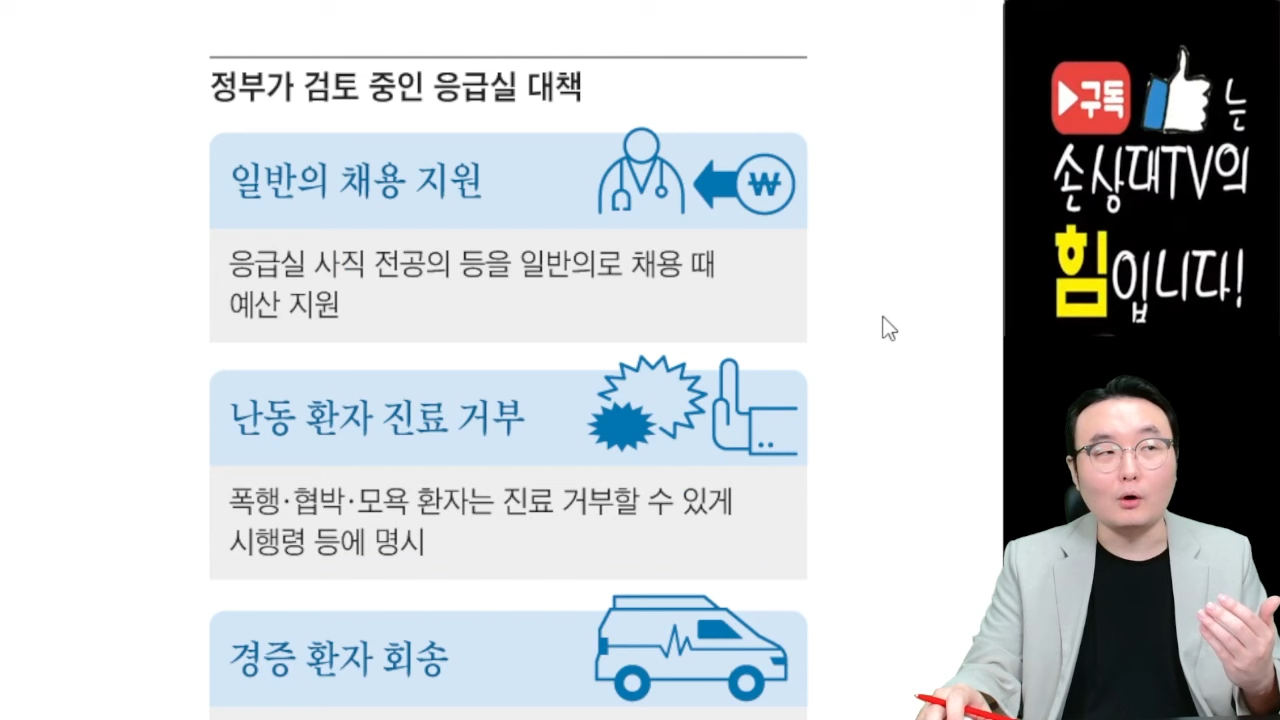 정부가 검토 중인 응급실 대책
일반의 채용 지원
₩
응급실 사직 전공의 등을 일반의로 채용 때
예산 지원
난동 환자 진료 거부
폭행·협박·모욕 환자는 진료 거부할 수 있게
시행령 등에 명시
경증 환자 회송
구독 는
손상대TV의
힘입니다!